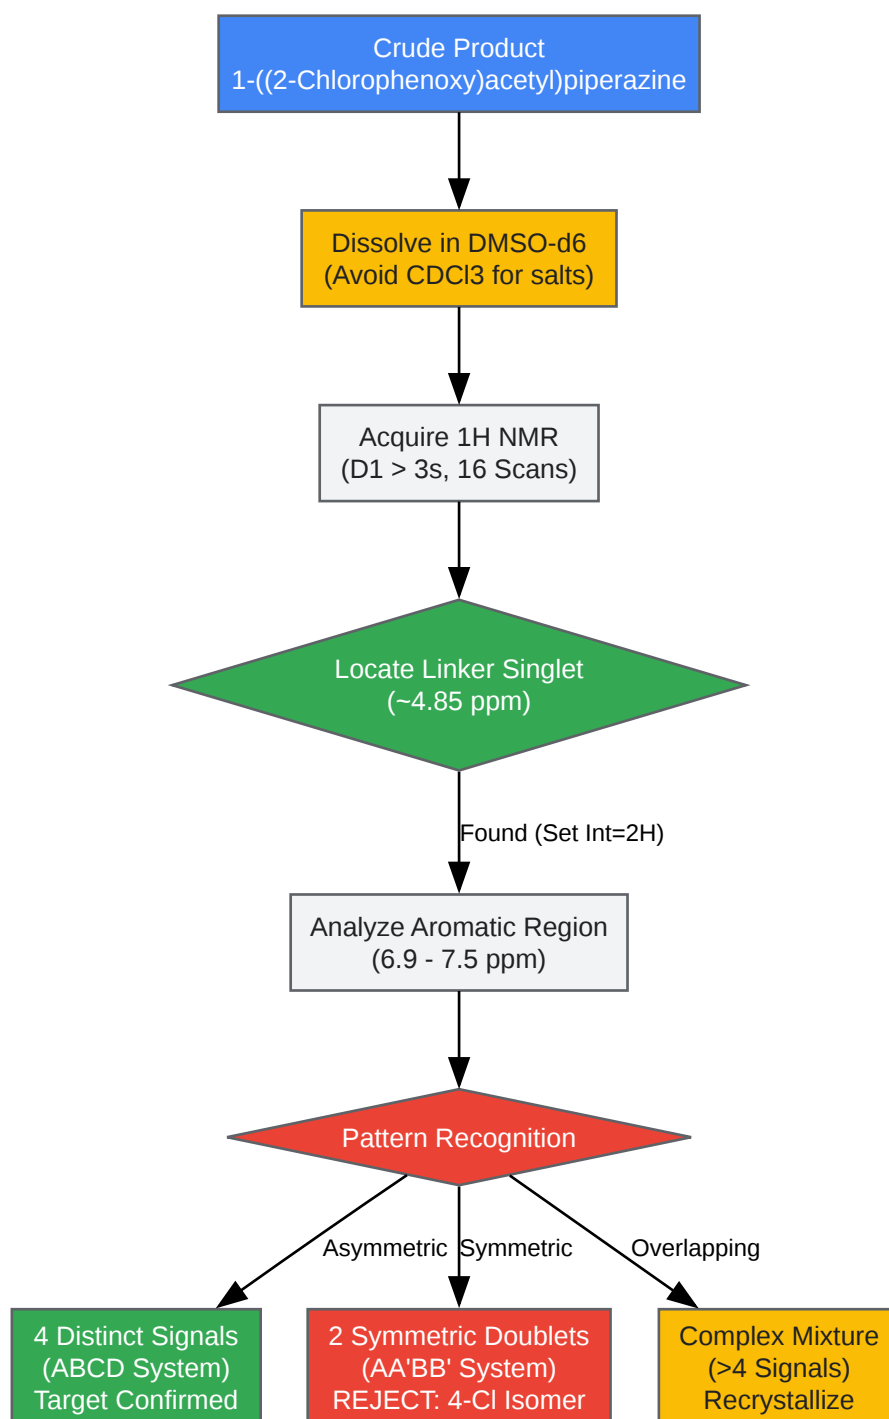 Crude Product
1-((2-Chlorophenoxy)acetyl)piperazine
Dissolve in DMSO-d6
(Avoid CDCl3 for salts)
Acquire 1H NMR
(D1 > 3s, 16 Scans)
Locate Linker Singlet
(~4.85 ppm)
Found (Set Int=2H)
Analyze Aromatic Region
(6.9 - 7.5 ppm)
Pattern Recognition
Asymmetric
Symmetric
Overlapping
4 Distinct Signals
(ABCD System)
Target Confirmed
2 Symmetric Doublets
(AA'BB' System)
REJECT: 4-Cl Isomer
Complex Mixture
(>4 Signals)
Recrystallize